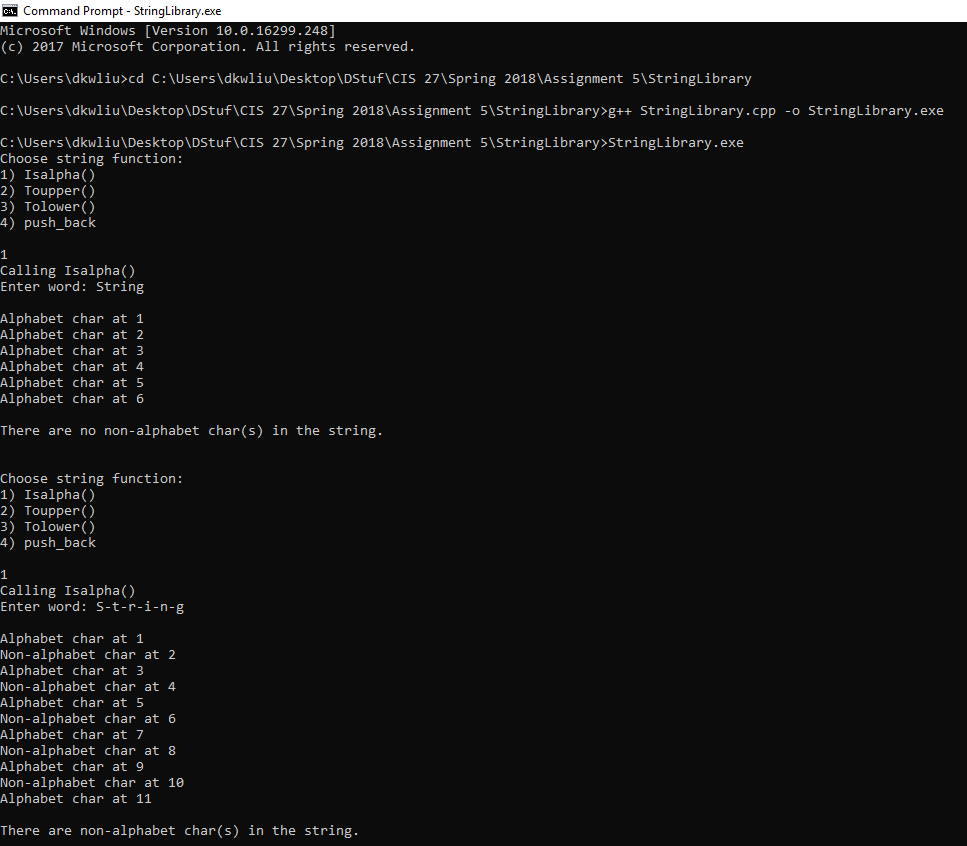 Command Prompt - StringLibrary.exe
Microsoft Windows [Version 10.0.16299.248]
(c) 2017 Microsoft Corporation. All rights reserved.
C:\Users\dkwliu>cd C:\Users\dkwliu\Desktop\DStuf\CIS 27\Spring 2018\Assignment 5\StringLibrary
C:\Users\dkwliu\Desktop\DStuf\CIS 27\Spring 2018\Assignment 5\StringLibrary>g++ StringLibrary.cpp -o StringLibrary.exe
C:\Users\dkwliu\Desktop\DStuf\CIS 27\Spring 2018\Assignment 5\StringLibrary>StringLibrary.exe
Choose string function:
1) Isalpha()
2) Toupper()
3) Tolower()
4) push_back
1
Calling Isalpha()
Enter word: String
Alphabet char at 1
Alphabet char at 2
Alphabet char at 3
Alphabet char at 4
Alphabet char at 5
Alphabet char at 6
There are no non-alphabet char(s) in the string.
Choose string function:
1) Isalpha()
2) Toupper()
3) Tolower()
4) push_back
1
Calling Isalpha()
Enter word: S-t-r-i-n-g
Alphabet char at 1
Non-alphabet char at 2
Alphabet char at 3
Non-alphabet char at 4
Alphabet char at 5
Non-alphabet char at 6
Alphabet char at 7
Non-alphabet char at 8
Alphabet char at 9
Non-alphabet char at 10
Alphabet char at 11
There are non-alphabet char(s) in the string.